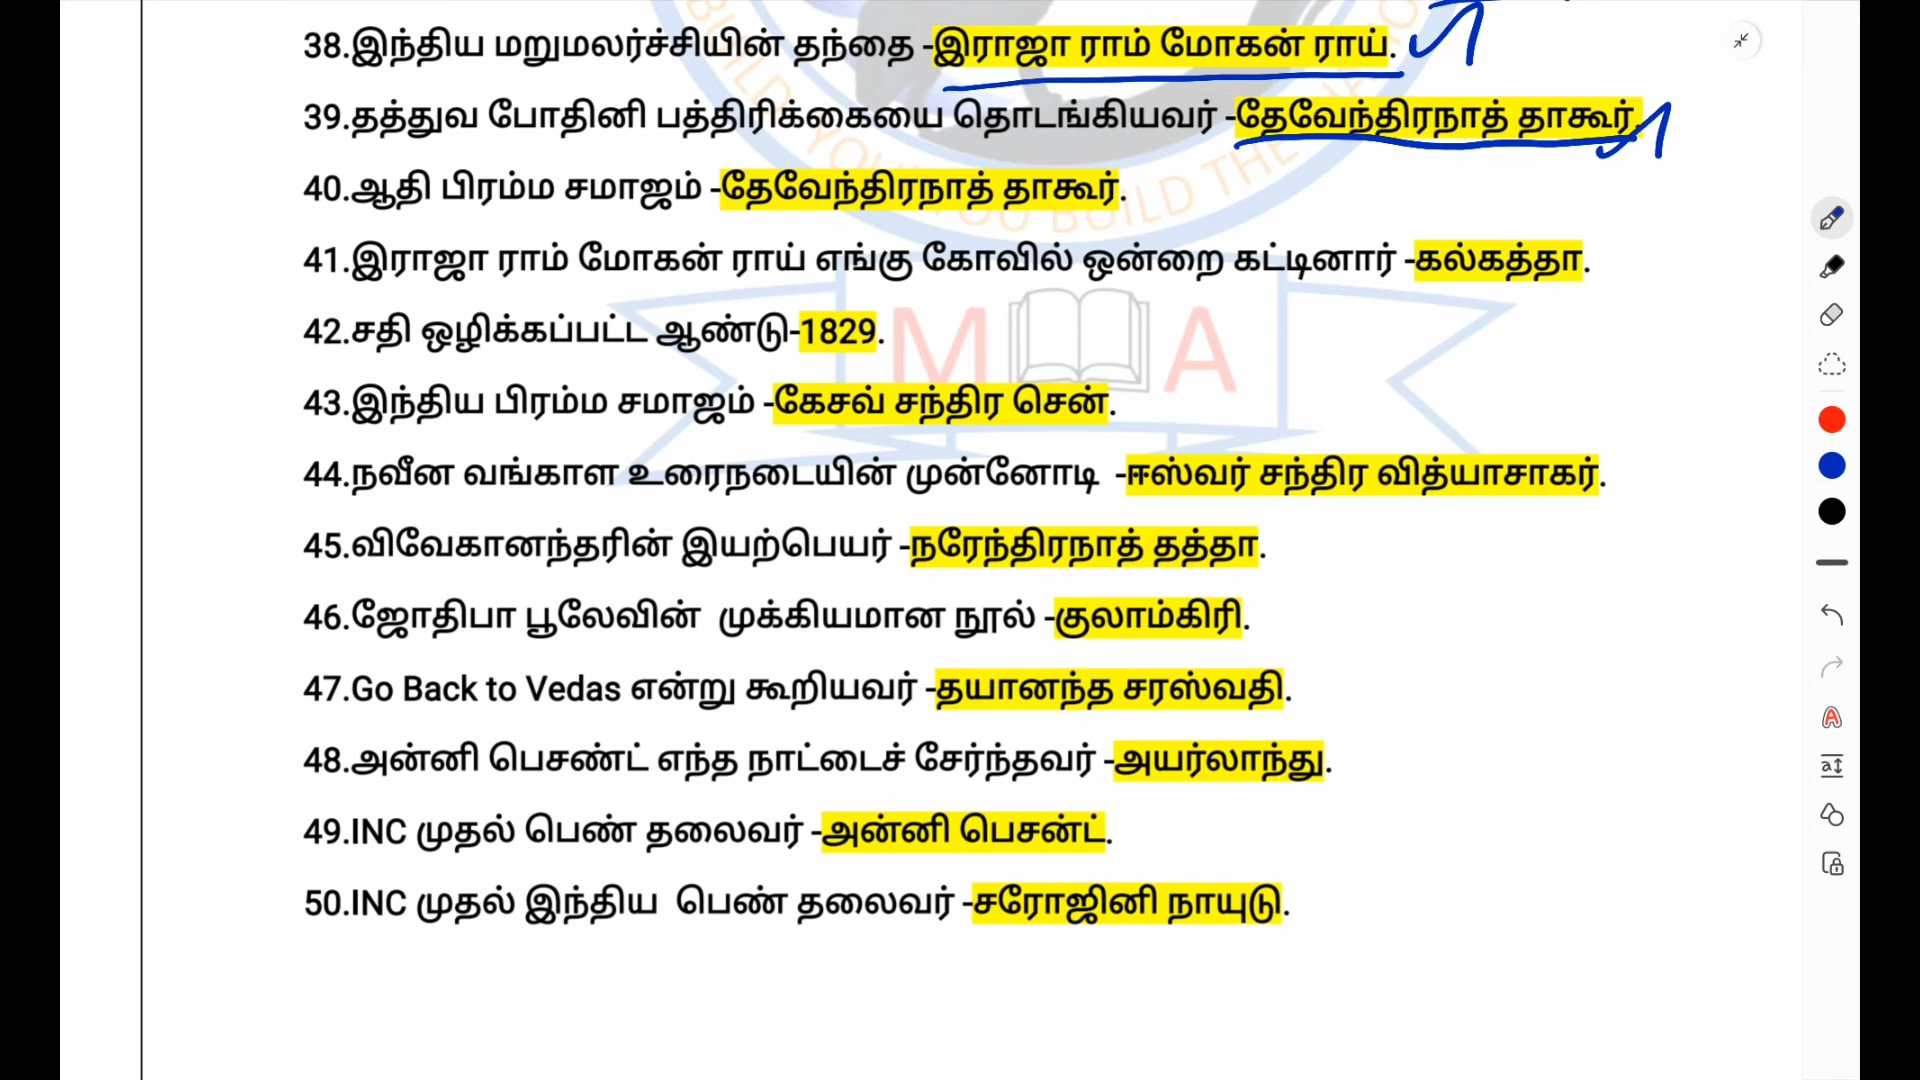 38.இந்திய மறுமலர்ச்சியின் தந்தை -இராஜா ராம் மோகன் ராய்.
39.தத்துவ போதினி பத்திரிக்கையை தொடங்கியவர் -தேவேந்திரநாத் தாகூர்.
40.ஆதி பிரம்ம சமாஜம் -தேவேந்திரநாத் தாகூர்.
41.இராஜா ராம் மோகன் ராய் எங்கு கோவில் ஒன்றை கட்டினார் -கல்கத்தா.
42.சதி ஒழிக்கப்பட்ட ஆண்டு-1829.
43.இந்திய பிரம்ம சமாஜம் -கேசவ் சந்திர சென்.
44.நவீன வங்காள உரைநடையின் முன்னோடி -ஈஸ்வர் சந்திர வித்யாசாகர்.
45.விவேகானந்தரின் இயற்பெயர் -நரேந்திரநாத் தத்தா.
46.ஜோதிபா பூலேவின் முக்கியமான நூல் -குலாம்கிரி.
47.Go Back to Vedas என்று கூறியவர் -தயானந்த சரஸ்வதி.
48.அன்னி பெசண்ட் எந்த நாட்டைச் சேர்ந்தவர் -அயர்லாந்து.
49.INC முதல் பெண் தலைவர் -அன்னி பெசன்ட்.
50.INC முதல் இந்திய பெண் தலைவர் -சரோஜினி நாயுடு.
M A